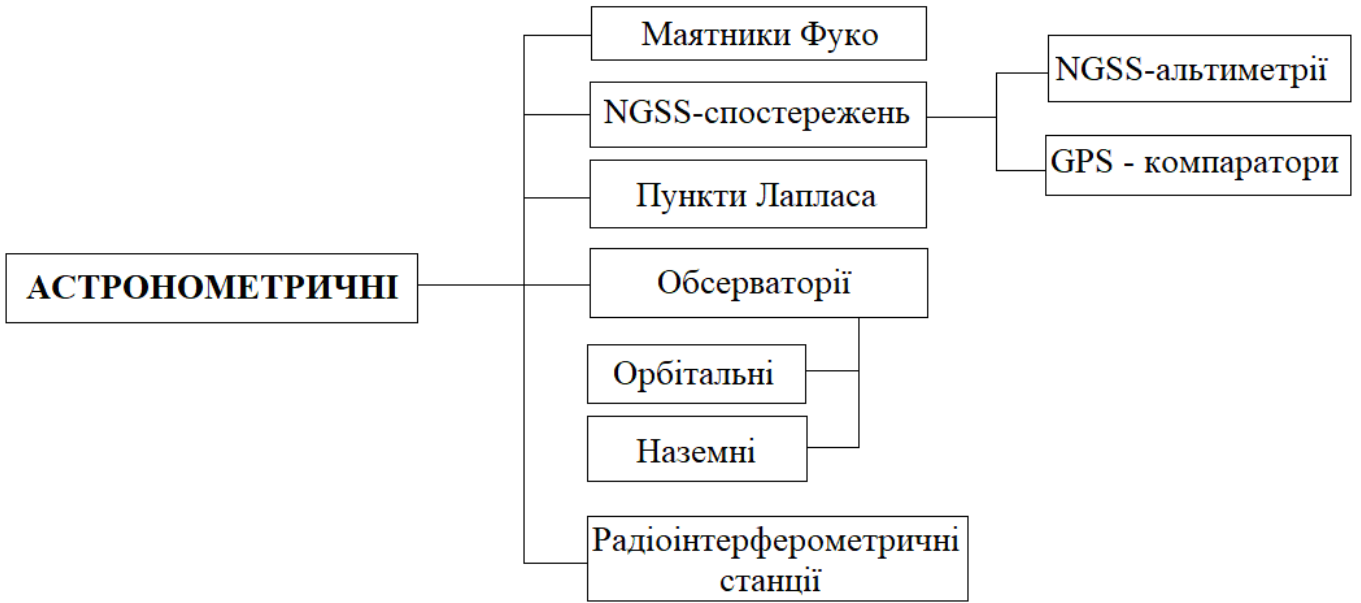 Маятники Фуко
NGSS-альтиметрії
NGSS-спостережень
GPS - компаратори
Пункти Лапласа
АСТРОНОМЕТРИЧНІ
Обсерваторії
Орбітальні
Наземні
Радіоінтерферометричні
станції